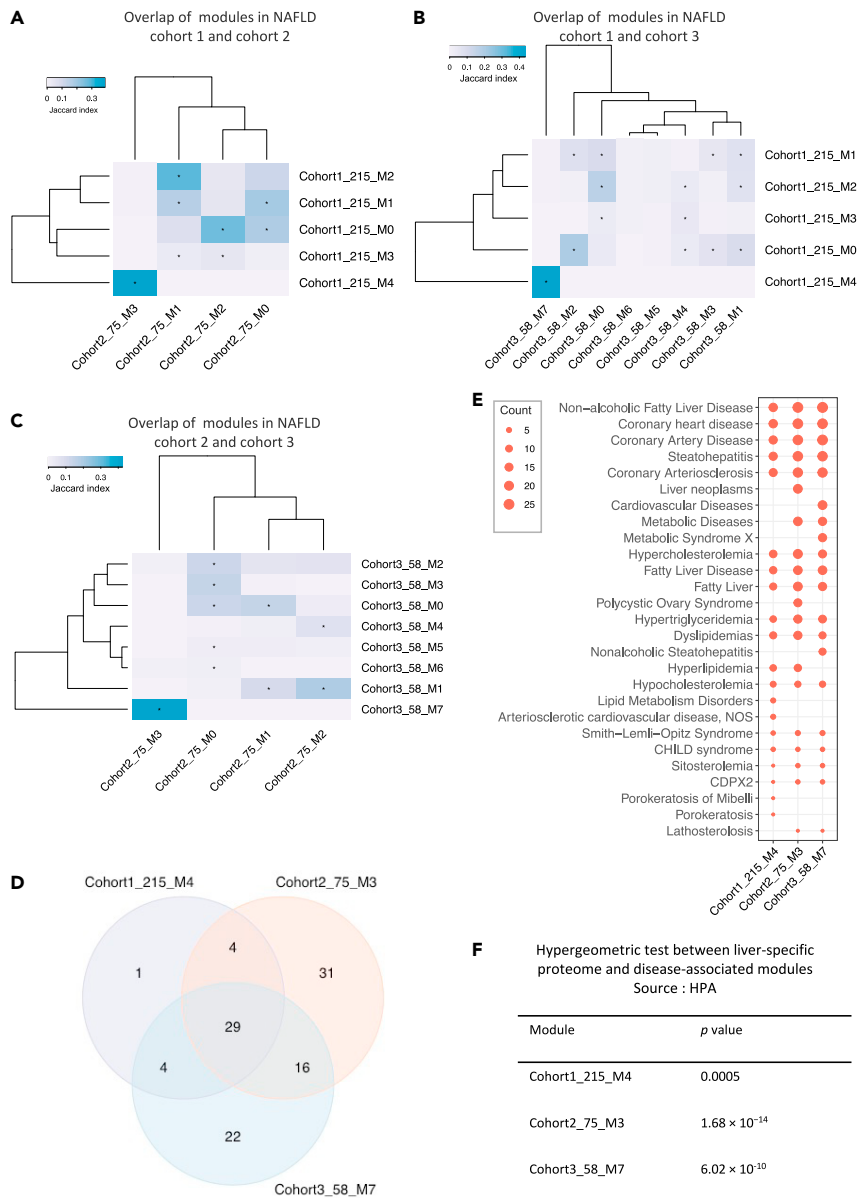 A
Overlap of modules in NAFLD
cohort 1 and cohort 2
0 0.1 0.3
Jaccard index
Cohort1_215_M2
Cohort1_215_M1
Cohort1_215_M0
Cohort1_215_M3
Cohort1_215_M4
Cohort2_75_M3
Cohort2_75_M1
Cohort2_75_M2
Cohort2_75_M0
B
Overlap of modules in NAFLD
cohort 1 and cohort 3
0 0.1 0.2 0.3 0.4
Jaccard index
Cohort1_215_M1
Cohort1_215_M2
Cohort1_215_M3
Cohort1_215_M0
Cohort1_215_M4
Cohort3_58_M7
Cohort3_58_M2
Cohort3_58_M0
Cohort3_58_M6
Cohort3_58_M5
Cohort3_58_M4
Cohort3_58_M3
Cohort3_58_M1
C
Overlap of modules in NAFLD
cohort 2 and cohort 3
0 0.1 0.3
Jaccard index
Cohort3_58_M2
Cohort3_58_M3
Cohort3_58_M0
Cohort3_58_M4
Cohort3_58_M5
Cohort3_58_M6
Cohort3_58_M1
Cohort3_58_M7
Cohort2_75_M3
Cohort2_75_M0
Cohort2_75_M1
Cohort2_75_M2
D
Cohort1_215_M4
Cohort2_75_M3
4
1
31
29
4
16
22
Cohort3_58_M7
E
Count
5
10
15
20
25
Non−alcoholic Fatty Liver Disease
Coronary heart disease
Coronary Artery Disease
Steatohepatitis
Coronary Arteriosclerosis
Liver neoplasms
Cardiovascular Diseases
Metabolic Diseases
Metabolic Syndrome X
Hypercholesterolemia
Fatty Liver Disease
Fatty Liver
Polycystic Ovary Syndrome
Hypertriglyceridemia
Dyslipidemias
Nonalcoholic Steatohepatitis
Hyperlipidemia
Hypocholesterolemia
Lipid Metabolism Disorders
Arteriosclerotic cardiovascular disease, NOS
Smith−Lemli−Opitz Syndrome
CHILD syndrome
Sitosterolemia
CDPX2
Porokeratosis of Mibelli
Porokeratosis
Lathosterolosis
Cohort1_215_M4
Cohort2_75_M3
Cohort3_58_M7
F
Hypergeometric test between liver-specific
proteome and disease-associated modules
Source : HPA
Module p value
Cohort1_215_M4 0.0005
Cohort2_75_M3 1.68 × 10⁻¹⁴
Cohort3_58_M7 6.02 × 10⁻¹⁰